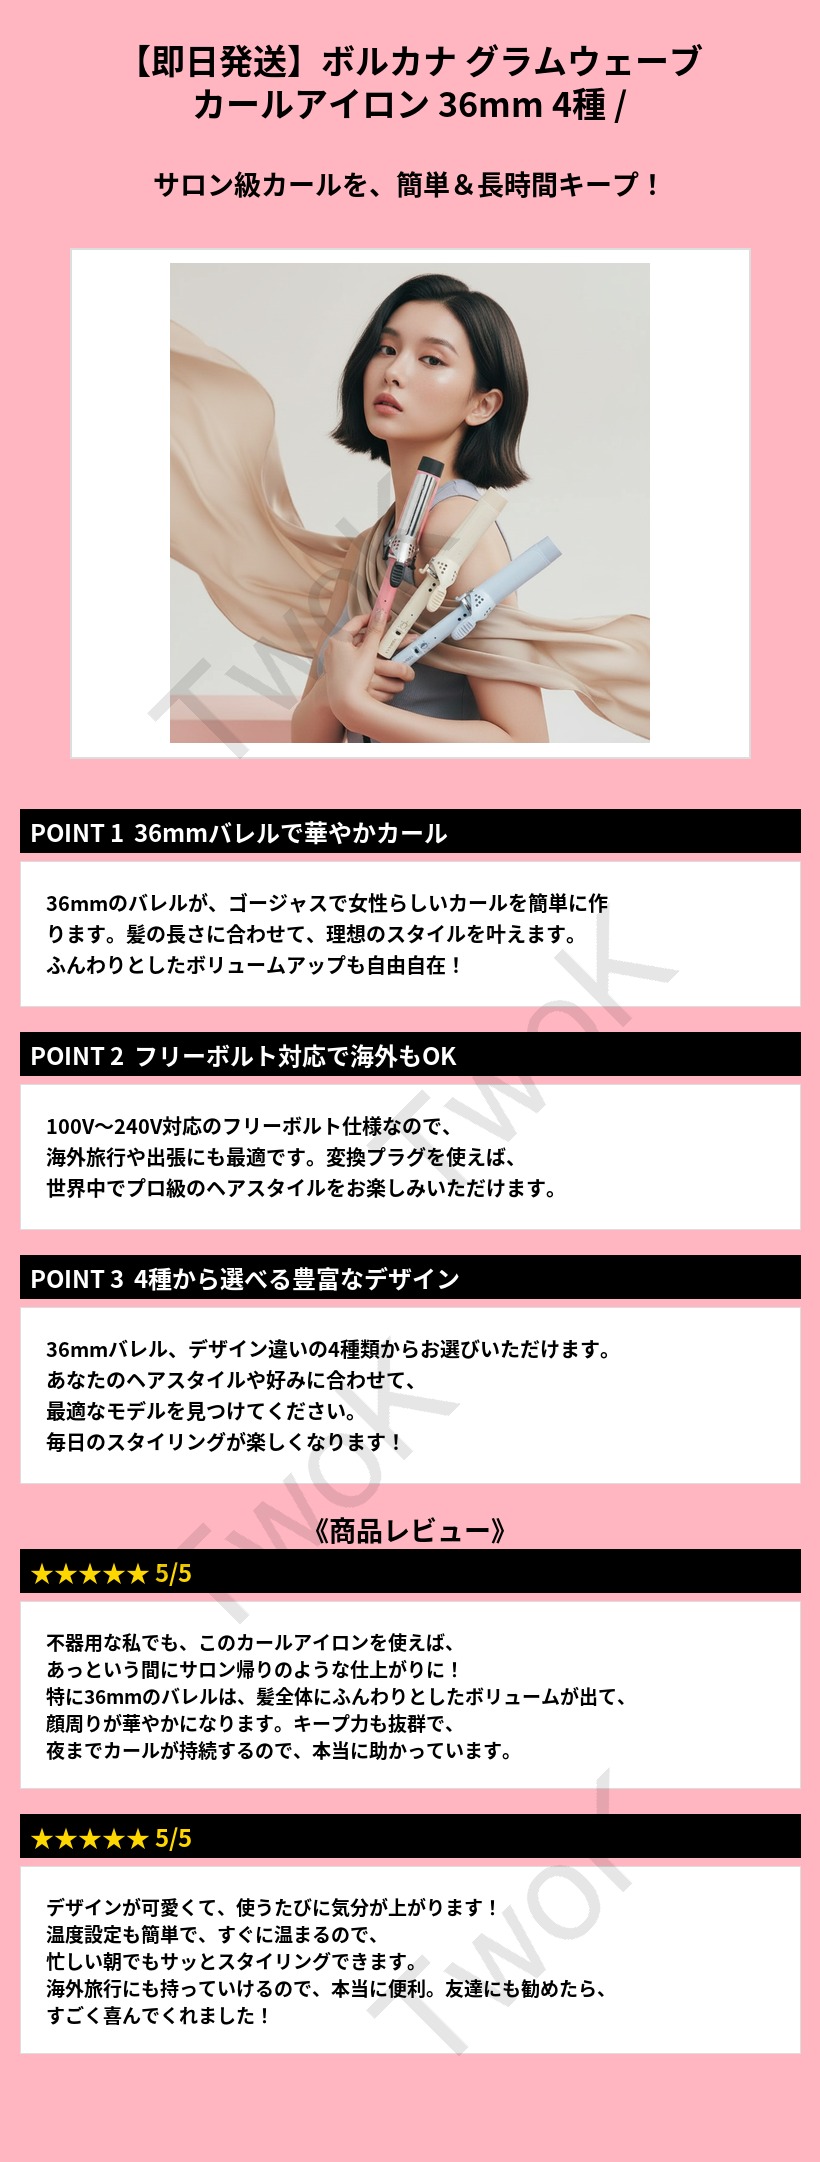 【即日発送】ボルカナ グラムウェーブ
カールアイロン 36mm 4種 /
サロン級カールを、簡単＆長時間キープ！
TwoK
POINT 1 36mmバレルで華やかカール
36mmのバレルが、ゴージャスで女性らしいカールを簡単に作
ります。髪の長さに合わせて、理想のスタイルを叶えます。
ふんわりとしたボリュームアップも自由自在！
TwoK
POINT 2 フリーボルト対応で海外もOK
100V～240V対応のフリーボルト仕様なので、
海外旅行や出張にも最適です。変換プラグを使えば、
世界中でプロ級のヘアスタイルをお楽しみいただけます。
POINT 3 4種から選べる豊富なデザイン
36mmバレル、デザイン違いの4種類からお選びいただけます。
あなたのヘアスタイルや好みに合わせて、
最適なモデルを見つけてください。
毎日のスタイリングが楽しくなります！
TwoK
《商品レビュー》
★★★★★ 5/5
不器用な私でも、このカールアイロンを使えば、
あっという間にサロン帰りのような仕上がりに！
特に36mmのバレルは、髪全体にふんわりとしたボリュームが出て、
顔周りが華やかになります。キープ力も抜群で、
夜までカールが持続するので、本当に助かっています。
★★★★★ 5/5
デザインが可愛くて、使うたびに気分が上がります！
温度設定も簡単で、すぐに温まるので、
忙しい朝でもサッとスタイリングできます。
海外旅行にも持っていけるので、本当に便利。友達にも勧めたら、
すごく喜んでくれました！
TwoK